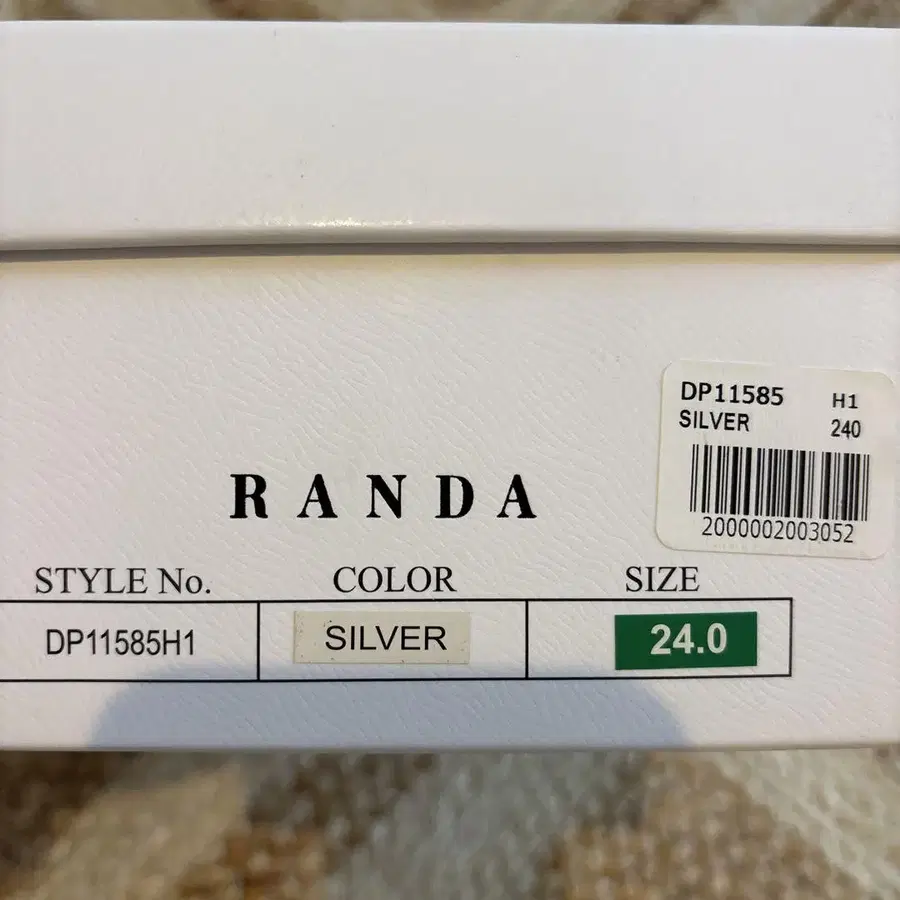 DP11585 H1
SILVER 240
2000002003052
RANDA
STYLE No. COLOR SIZE
DP11585H1 SILVER 24.0